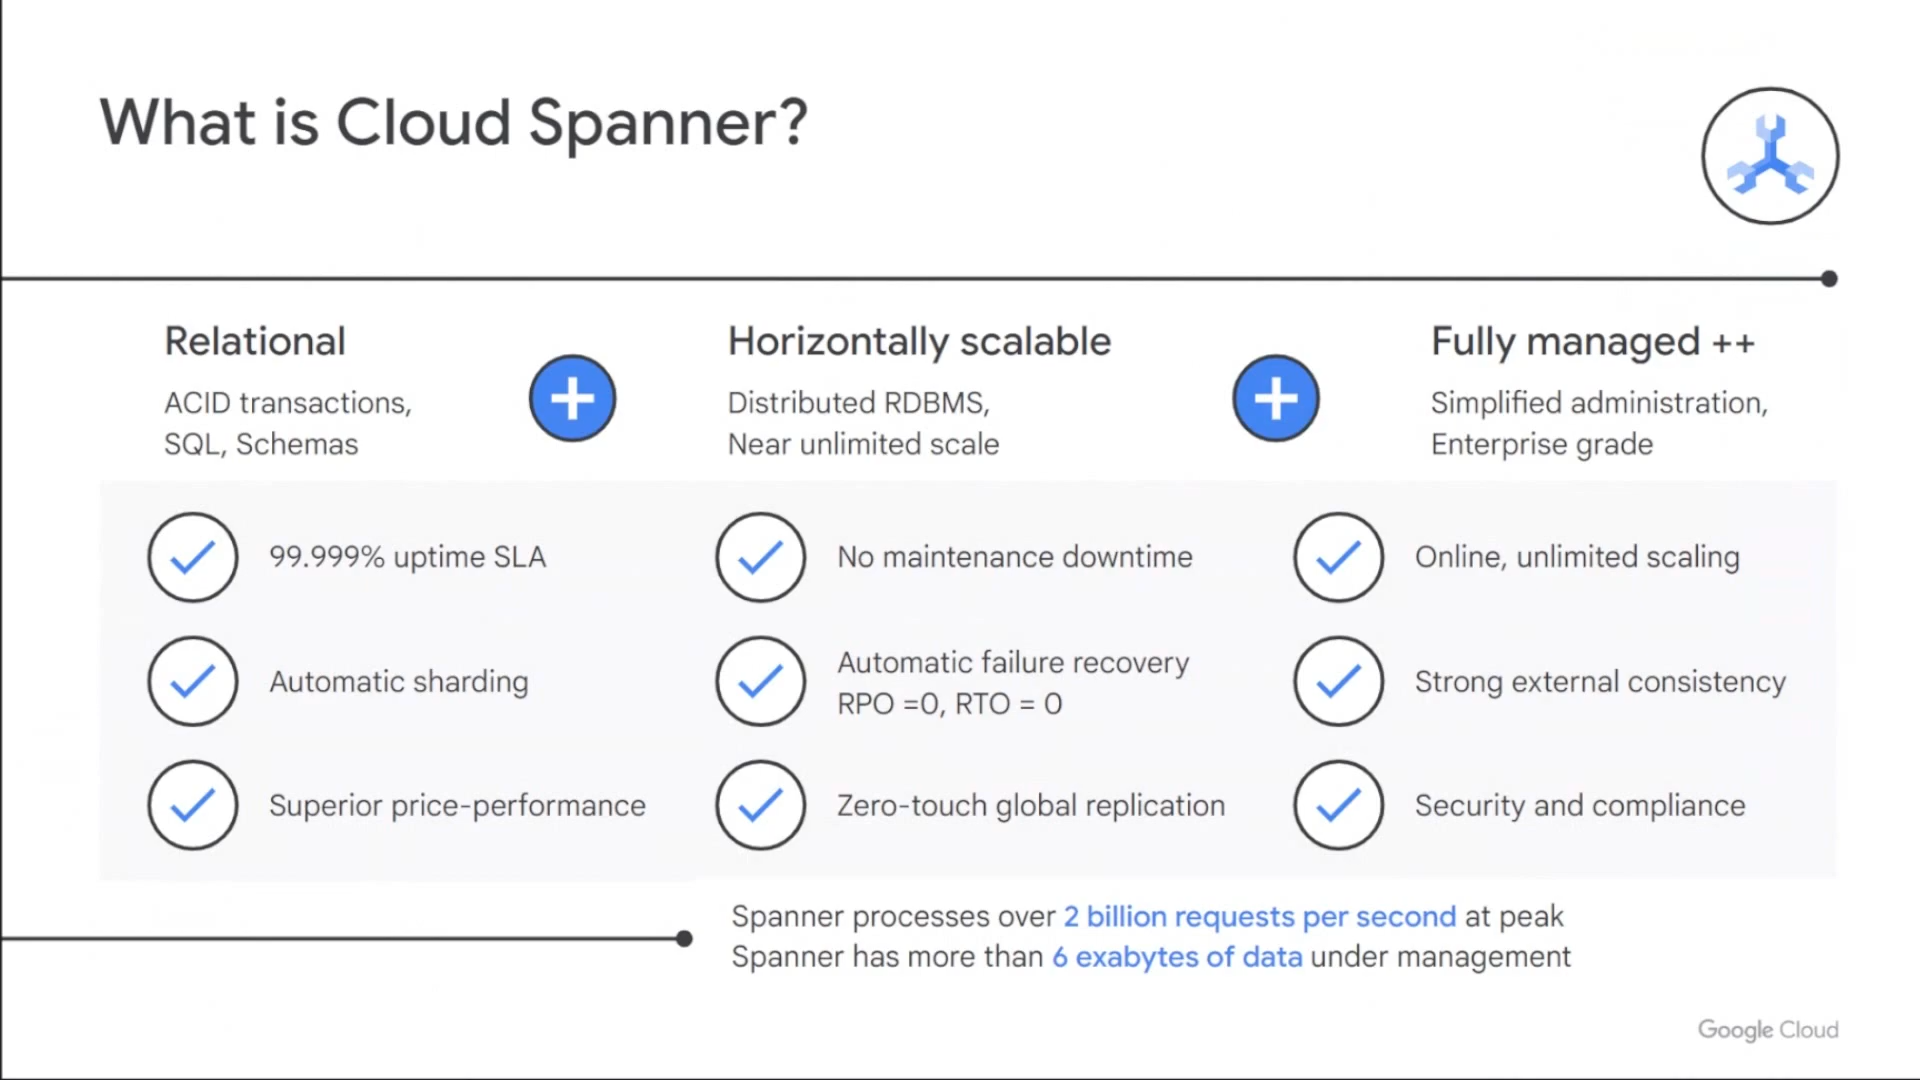 What is Cloud Spanner?
Relational
ACID transactions,
SQL, Schemas
Horizontally scalable
Distributed RDBMS,
Near unlimited scale
Fully managed ++
Simplified administration,
Enterprise grade
99.999% uptime SLA
No maintenance downtime
Online, unlimited scaling
Automatic sharding
Automatic failure recovery
RPO =0, RTO = 0
Strong external consistency
Superior price-performance
Zero-touch global replication
Security and compliance
Spanner processes over 2 billion requests per second at peak
Spanner has more than 6 exabytes of data under management
Google Cloud